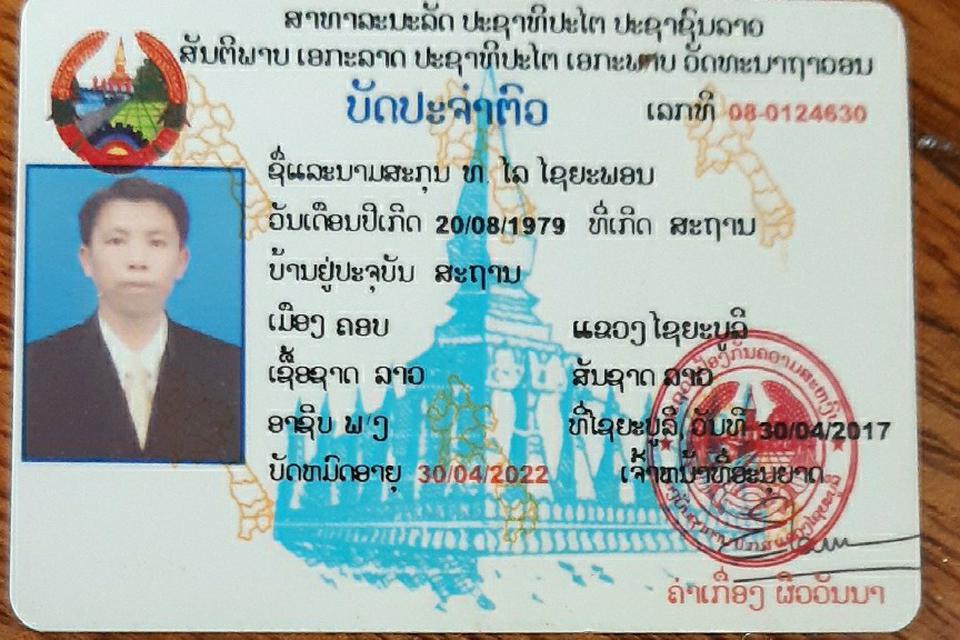 ສາທາລະນະລັດ ປະຊາທິປະໄຕ ປະຊາຊົນລາວ
ສັນຕິພາບ ເອກະລາດ ປະຊາທິປະໄຕ ເອກະພາບ ວັດທະນາຖາວອນ
ບັດປະຈຳຕົວ ເລກທີ 08-0124630
ຊື່ແລະນາມສະກຸນ ທ ໄລ ໄຊຍະພອນ
ວັນເດືອນປີເກີດ 20/08/1979 ທີ່ເກີດ ສະຖານ
ບ້ານຢູ່ປະຈຸບັນ ສະຖານ
ເມືອງ ຄອບ ແຂວງ ໄຊຍະບູລີ
ເຊື້ອຊາດ ລາວ ສັນຊາດ ລາວ
ອາຊີບ ພ/ງ ທີ່ໄຊຍະບູລີ, ວັນທີ 30/04/2017
ບັດຫມົດອາຍຸ 30/04/2022 ເຈົ້າຫນ້າທີ່ອະນຸຍາດ
ຄ່າເກື່ອງ ຜິວວັນນາ